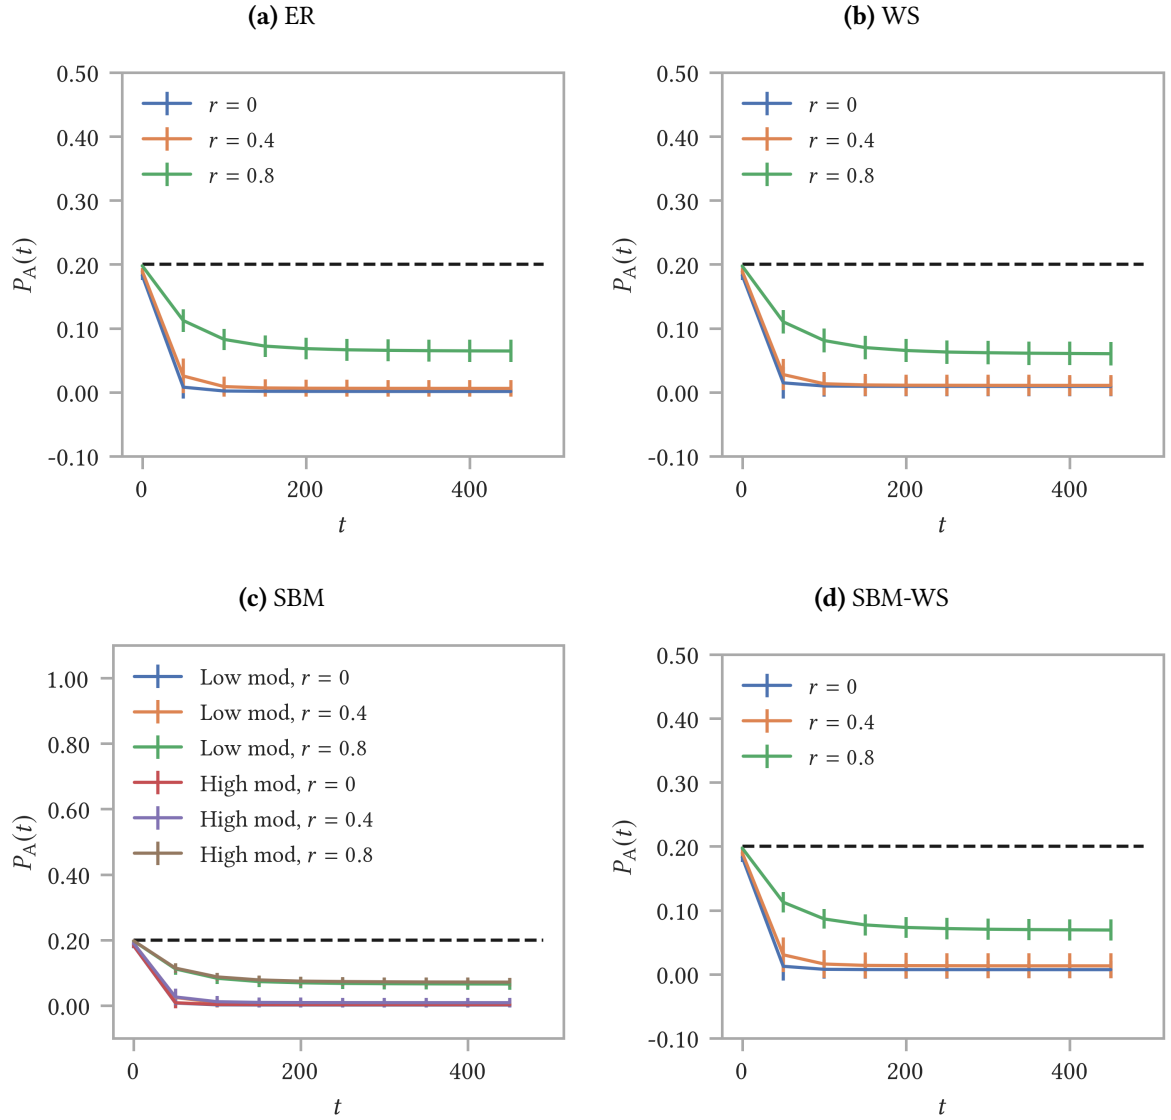 (a) ER
0.50
0.40
0.30
0.20
0.10
0.00
-0.10
P_A(t)
r = 0
r = 0.4
r = 0.8
0 200 400
t
(b) WS
0.50
0.40
0.30
0.20
0.10
0.00
-0.10
P_A(t)
r = 0
r = 0.4
r = 0.8
0 200 400
t
(c) SBM
1.00
0.80
0.60
0.40
0.20
0.00
P_A(t)
Low mod, r = 0
Low mod, r = 0.4
Low mod, r = 0.8
High mod, r = 0
High mod, r = 0.4
High mod, r = 0.8
0 200 400
t
(d) SBM-WS
0.50
0.40
0.30
0.20
0.10
0.00
-0.10
P_A(t)
r = 0
r = 0.4
r = 0.8
0 200 400
t